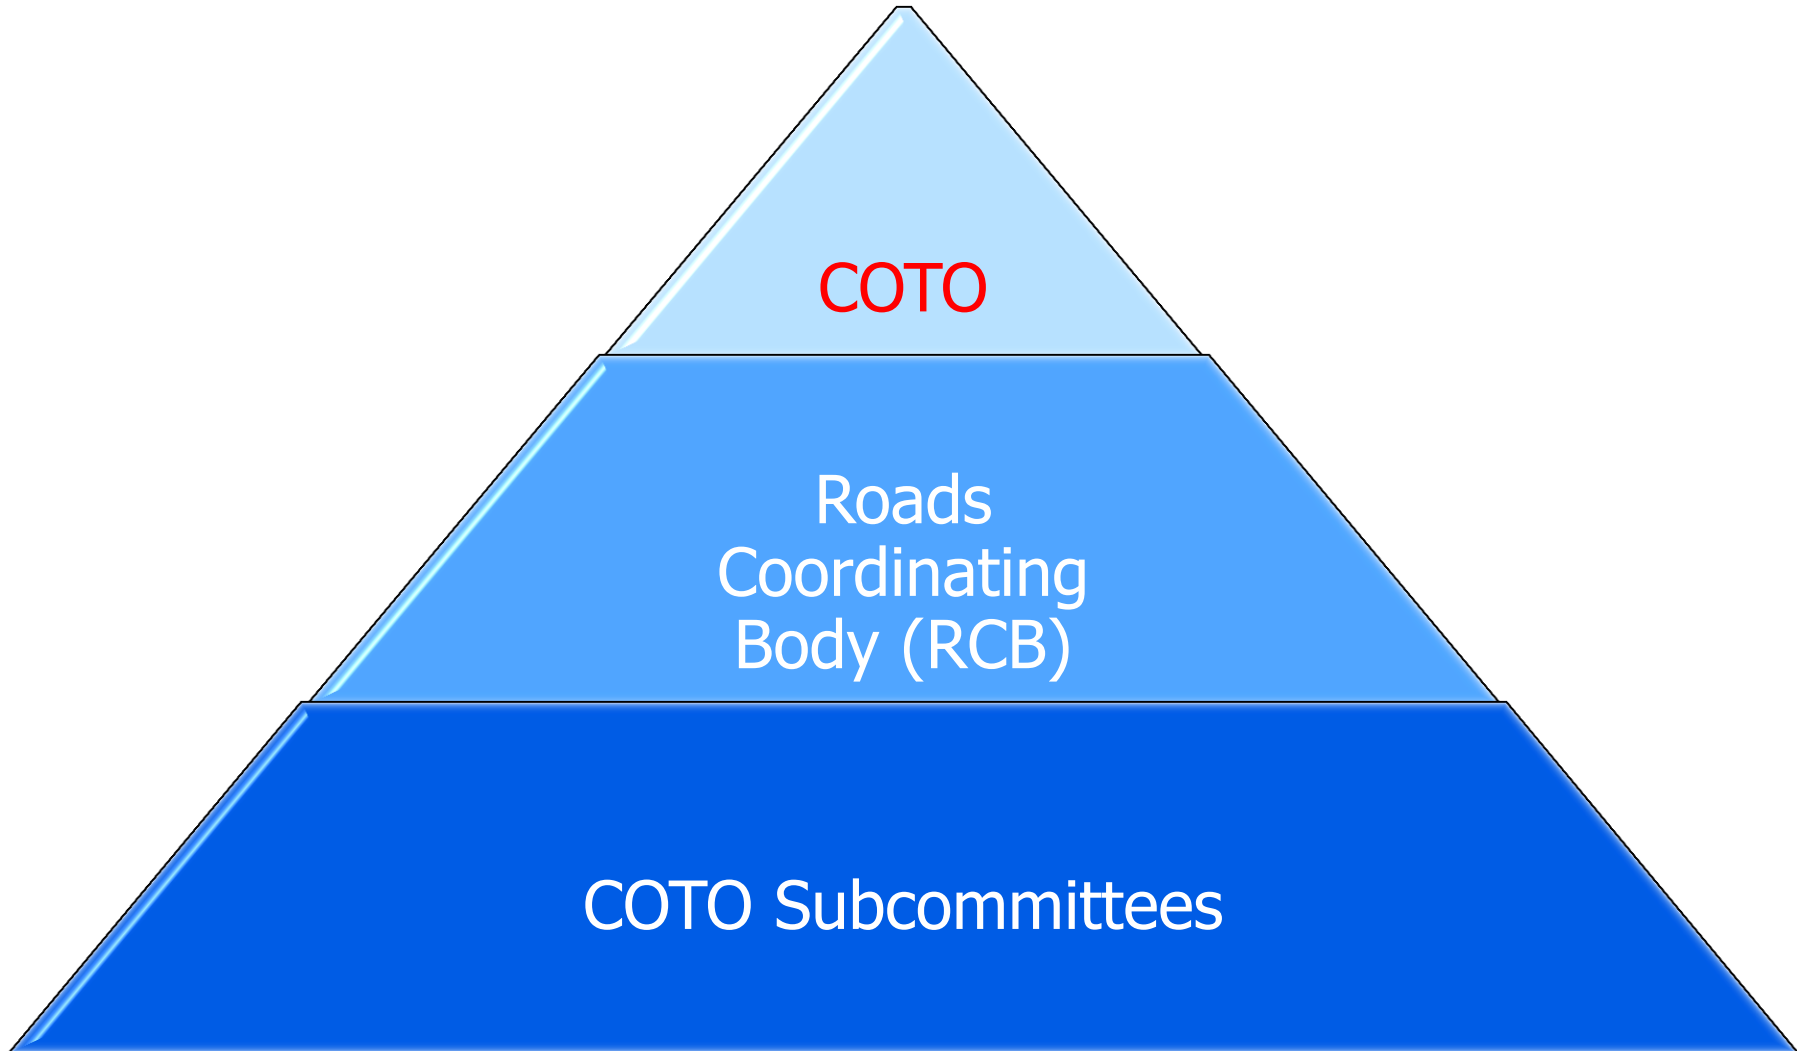 COTO
Roads
Coordinating
Body (RCB)
COTO Subcommittees